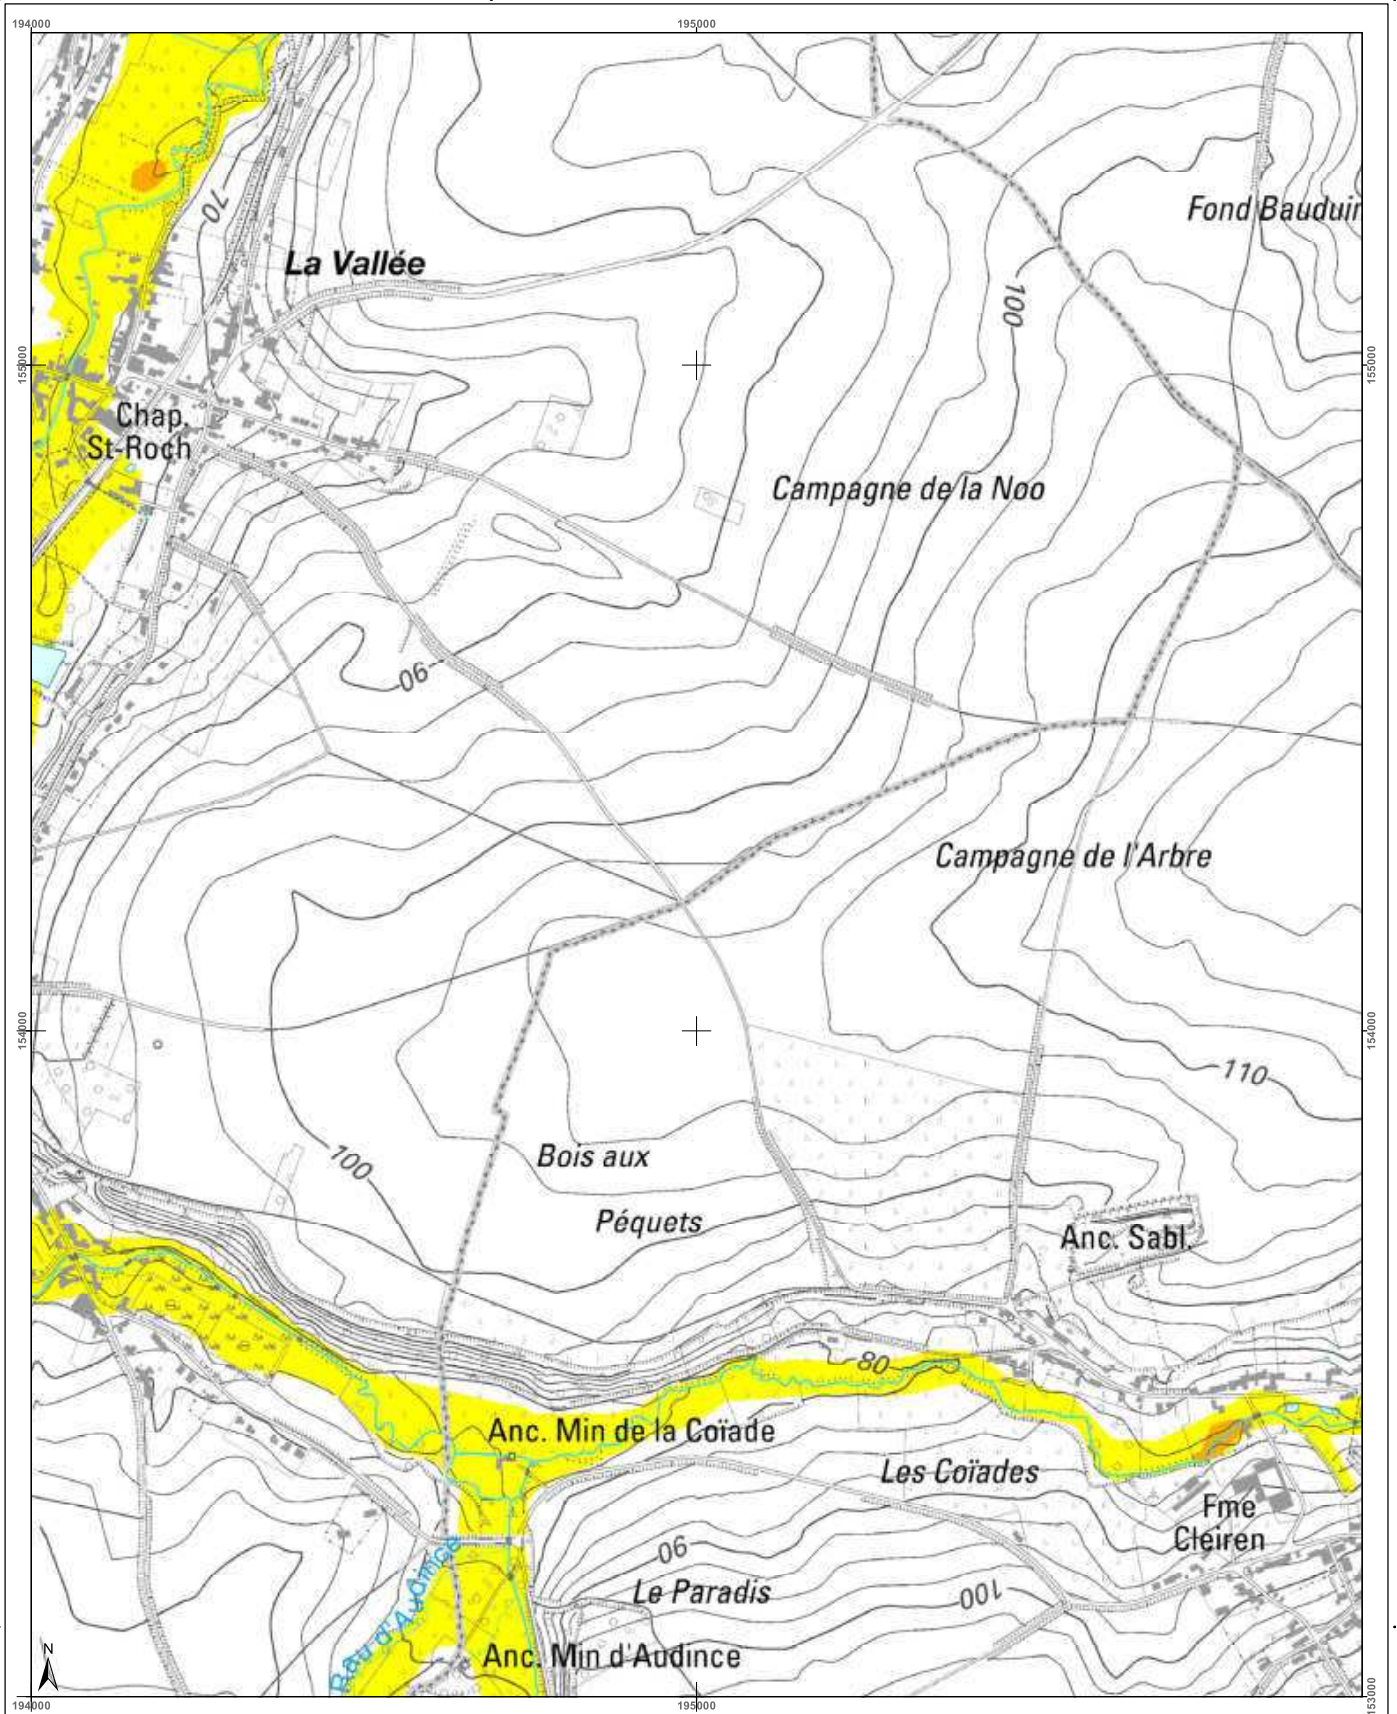 194000
195000
Fond Bauduin
70
La Vallée
100
155000
155000
Chap.
St-Roch
Campagne de la Noo
90
Campagne de l'Arbre
154000
154000
110
Bois aux
100
Péquets
Anc. Sabl.
80
Anc. Min de la Coïade
Les Coïades
Fme
Cleiren
90
Le Paradis
100
Bau d'Audince
N
Anc. Min d'Audince
194000
195000
153000